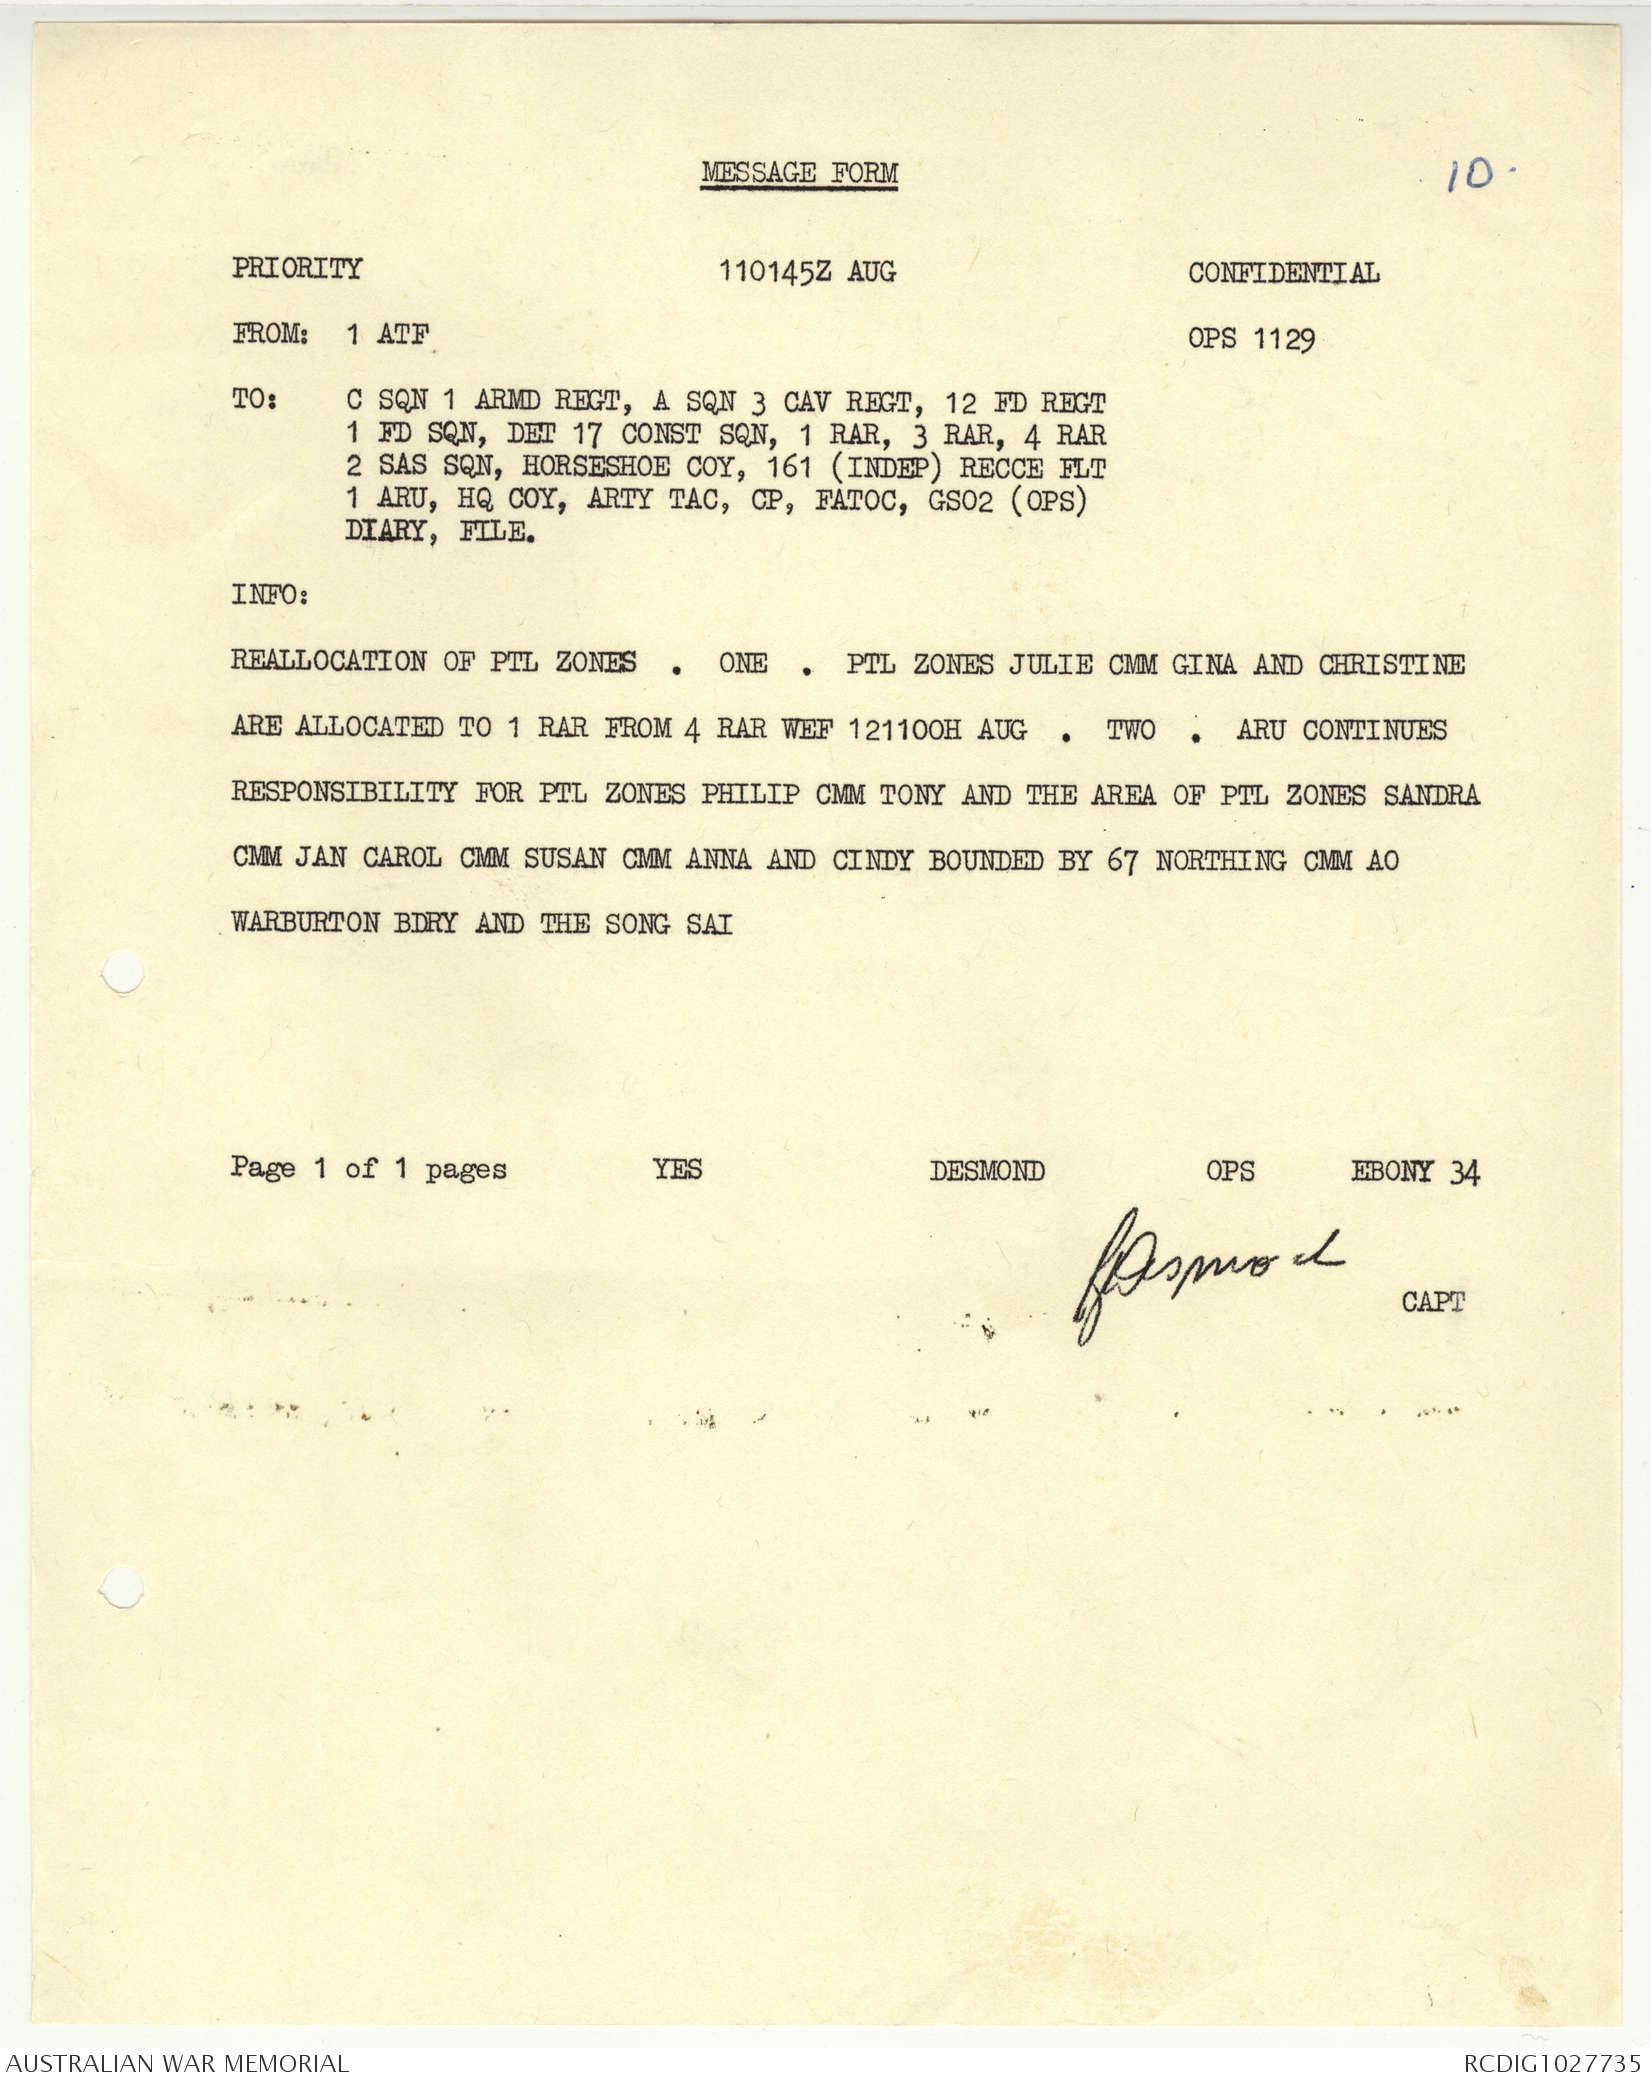 MESSAGE FORM
10.
PRIORITY 110145Z AUG CONFIDENTIAL
FROM: 1 ATF OPS 1129
TO: C SQN 1 ARMD REGT, A SQN 3 CAV REGT, 12 FD REGT
1 FD SQN, DET 17 CONST SQN, 1 RAR, 3 RAR, 4 RAR
2 SAS SQN, HORSESHOE COY, 161 (INDEP) RECCE FLT
1 ARU, HQ COY, ARTY TAC, CP, FATOC, GSO2 (OPS)
DIARY, FILE.
INFO:
REALLOCATION OF PTL ZONES . ONE . PTL ZONES JULIE CMM GINA AND CHRISTINE
ARE ALLOCATED TO 1 RAR FROM 4 RAR WEF 121100H AUG . TWO . ARU CONTINUES
RESPONSIBILITY FOR PTL ZONES PHILIP CMM TONY AND THE AREA OF PTL ZONES SANDRA
CMM JAN CAROL CMM SUSAN CMM ANNA AND CINDY BOUNDED BY 67 NORTHING CMM AO
WARBURTON BDRY AND THE SONG SAI
Page 1 of 1 pages YES DESMOND OPS EBONY 34
Desmond
CAPT
AUSTRALIAN WAR MEMORIAL RCDIG1027735